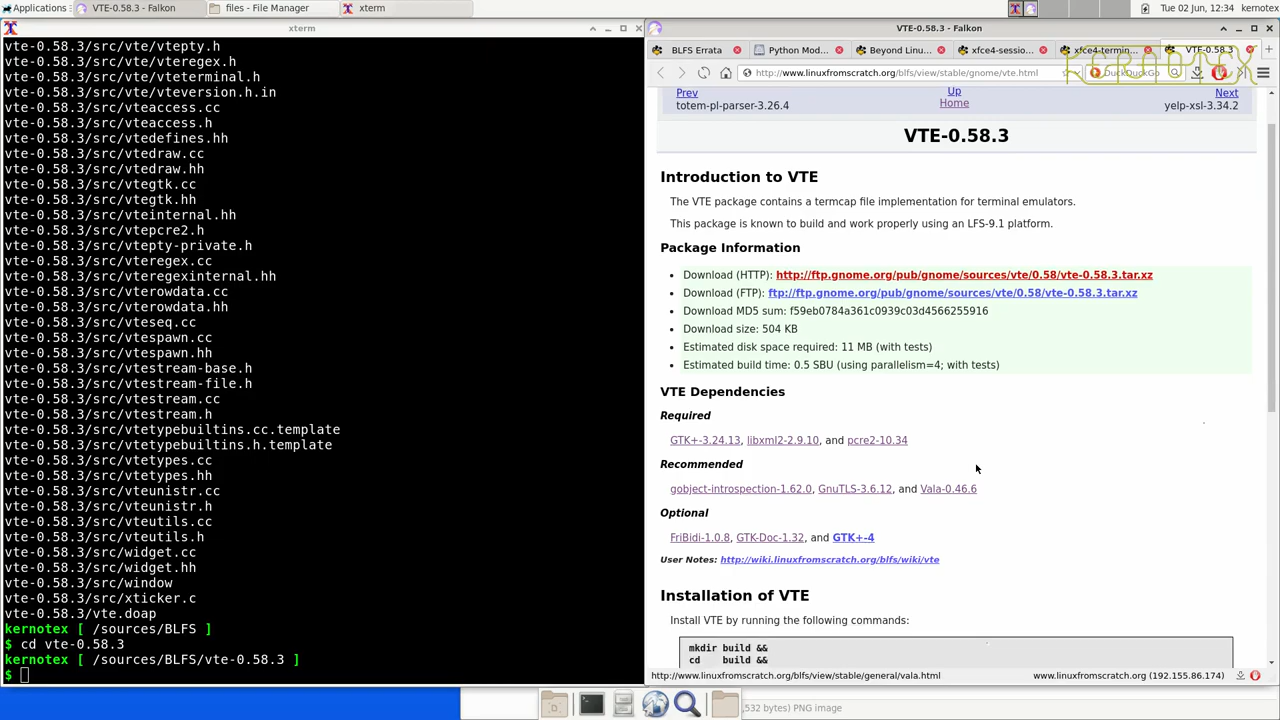 Applications
VTE-0.58.3 - Falkon
files - File Manager
xterm
Tue 02 Jun, 12:34 kernotex
xterm
VTE-0.58.3 - Falkon
vte-0.58.3/src/vte/vtepty.h
vte-0.58.3/src/vte/vteregex.h
vte-0.58.3/src/vte/vteterminal.h
vte-0.58.3/src/vte/vteversion.h.in
vte-0.58.3/src/vteaccess.cc
vte-0.58.3/src/vteaccess.h
vte-0.58.3/src/vtedefines.hh
vte-0.58.3/src/vtedraw.cc
vte-0.58.3/src/vtedraw.hh
vte-0.58.3/src/vtegtk.cc
vte-0.58.3/src/vtegtk.hh
vte-0.58.3/src/vteinternal.hh
vte-0.58.3/src/vtepcre2.h
vte-0.58.3/src/vtepty-private.h
vte-0.58.3/src/vteregex.cc
vte-0.58.3/src/vteregexinternal.hh
vte-0.58.3/src/vterowdata.cc
vte-0.58.3/src/vterowdata.hh
vte-0.58.3/src/vteseq.cc
vte-0.58.3/src/vtespawn.cc
vte-0.58.3/src/vtespawn.hh
vte-0.58.3/src/vtestream-base.h
vte-0.58.3/src/vtestream-file.h
vte-0.58.3/src/vtestream.cc
vte-0.58.3/src/vtestream.h
vte-0.58.3/src/vtetypebuiltins.cc.template
vte-0.58.3/src/vtetypebuiltins.h.template
vte-0.58.3/src/vtetypes.cc
vte-0.58.3/src/vtetypes.hh
vte-0.58.3/src/vteunistr.cc
vte-0.58.3/src/vteunistr.h
vte-0.58.3/src/vteutils.cc
vte-0.58.3/src/vteutils.h
vte-0.58.3/src/widget.cc
vte-0.58.3/src/widget.hh
vte-0.58.3/src/window
vte-0.58.3/src/xticker.c
vte-0.58.3/vte.doap
kernotex [ /sources/BLFS ]
$ cd vte-0.58.3
kernotex [ /sources/BLFS/vte-0.58.3 ]
$
BLFS Errata
Python Mod...
Beyond Linu...
xfce4-sessio...
xfce4-termin...
VTE-0.58.3
http://www.linuxfromscratch.org/blfs/view/stable/gnome/vte.html
DuckDuckGo
KERNOTEX
Prev Up Next
totem-pl-parser-3.26.4 Home yelp-xsl-3.34.2
VTE-0.58.3
Introduction to VTE
The VTE package contains a termcap file implementation for terminal emulators.
This package is known to build and work properly using an LFS-9.1 platform.
Package Information
Download (HTTP): http://ftp.gnome.org/pub/gnome/sources/vte/0.58/vte-0.58.3.tar.xz
Download (FTP): ftp://ftp.gnome.org/pub/gnome/sources/vte/0.58/vte-0.58.3.tar.xz
Download MD5 sum: f59eb0784a361c0939c03d4566255916
Download size: 504 KB
Estimated disk space required: 11 MB (with tests)
Estimated build time: 0.5 SBU (using parallelism=4; with tests)
VTE Dependencies
Required
GTK+-3.24.13, libxml2-2.9.10, and pcre2-10.34
Recommended
gobject-introspection-1.62.0, GnuTLS-3.6.12, and Vala-0.46.6
Optional
FriBidi-1.0.8, GTK-Doc-1.32, and GTK+-4
User Notes: http://wiki.linuxfromscratch.org/blfs/wiki/vte
Installation of VTE
Install VTE by running the following commands:
mkdir build &&
cd    build &&
http://www.linuxfromscratch.org/blfs/view/stable/general/vala.html
www.linuxfromscratch.org (192.155.86.174)
,532 bytes) PNG image